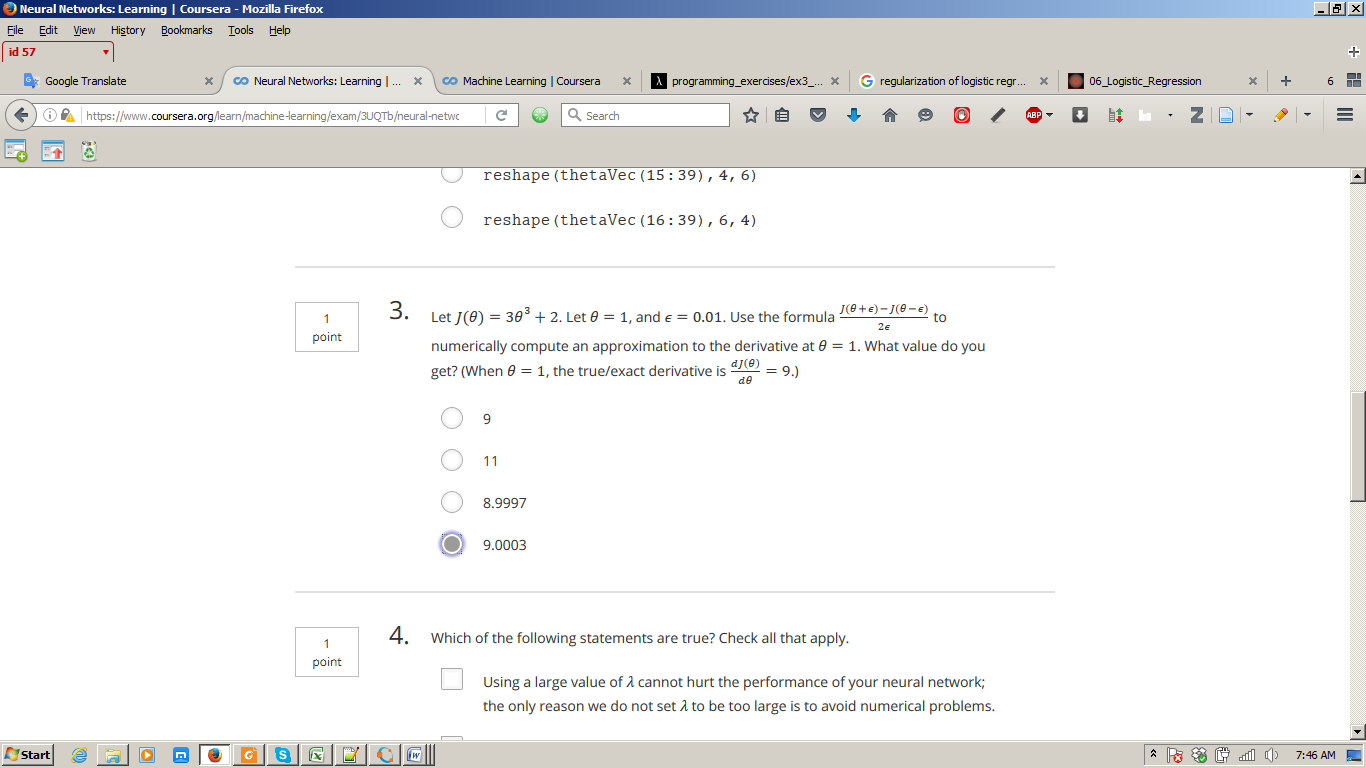 Neural Networks: Learning | Coursera - Mozilla Firefox
File Edit View History Bookmarks Tools Help
id 57
Google Translate
Neural Networks: Learning | ...
Machine Learning | Coursera
programming_exercises/ex3_...
regularization of logistic regr...
06_Logistic_Regression
6
https://www.coursera.org/learn/machine-learning/exam/3UQTb/neural-netwc
Search
ABP
Z
reshape(thetaVec(15:39),4,6)
reshape(thetaVec(16:39),6,4)
1
point
3.
Let J(θ) = 3θ³ + 2. Let θ = 1, and ϵ = 0.01. Use the formula J(θ+ϵ)−J(θ−ϵ) / 2ϵ to
numerically compute an approximation to the derivative at θ = 1. What value do you
get? (When θ = 1, the true/exact derivative is dJ(θ)/dθ = 9.)
9
11
8.9997
9.0003
1
point
4.
Which of the following statements are true? Check all that apply.
Using a large value of λ cannot hurt the performance of your neural network;
the only reason we do not set λ to be too large is to avoid numerical problems.
Start
7:46 AM